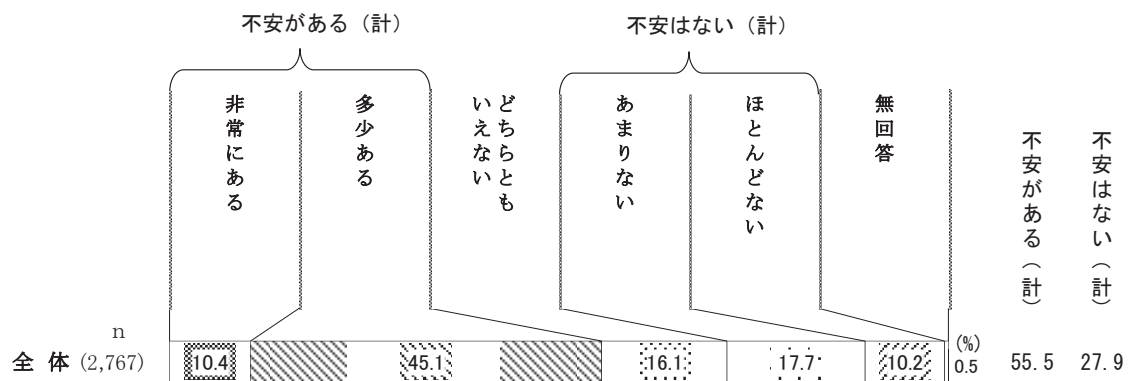 不安がある（計）
不安はない（計）
非常にある
多少ある
どちらとも
いえない
あまりない
ほとんどない
無回答
不安がある（計）
不安はない（計）
n
(%)
全 体 (2,767)
10.4
45.1
16.1
17.7
10.2
0.5
55.5
27.9